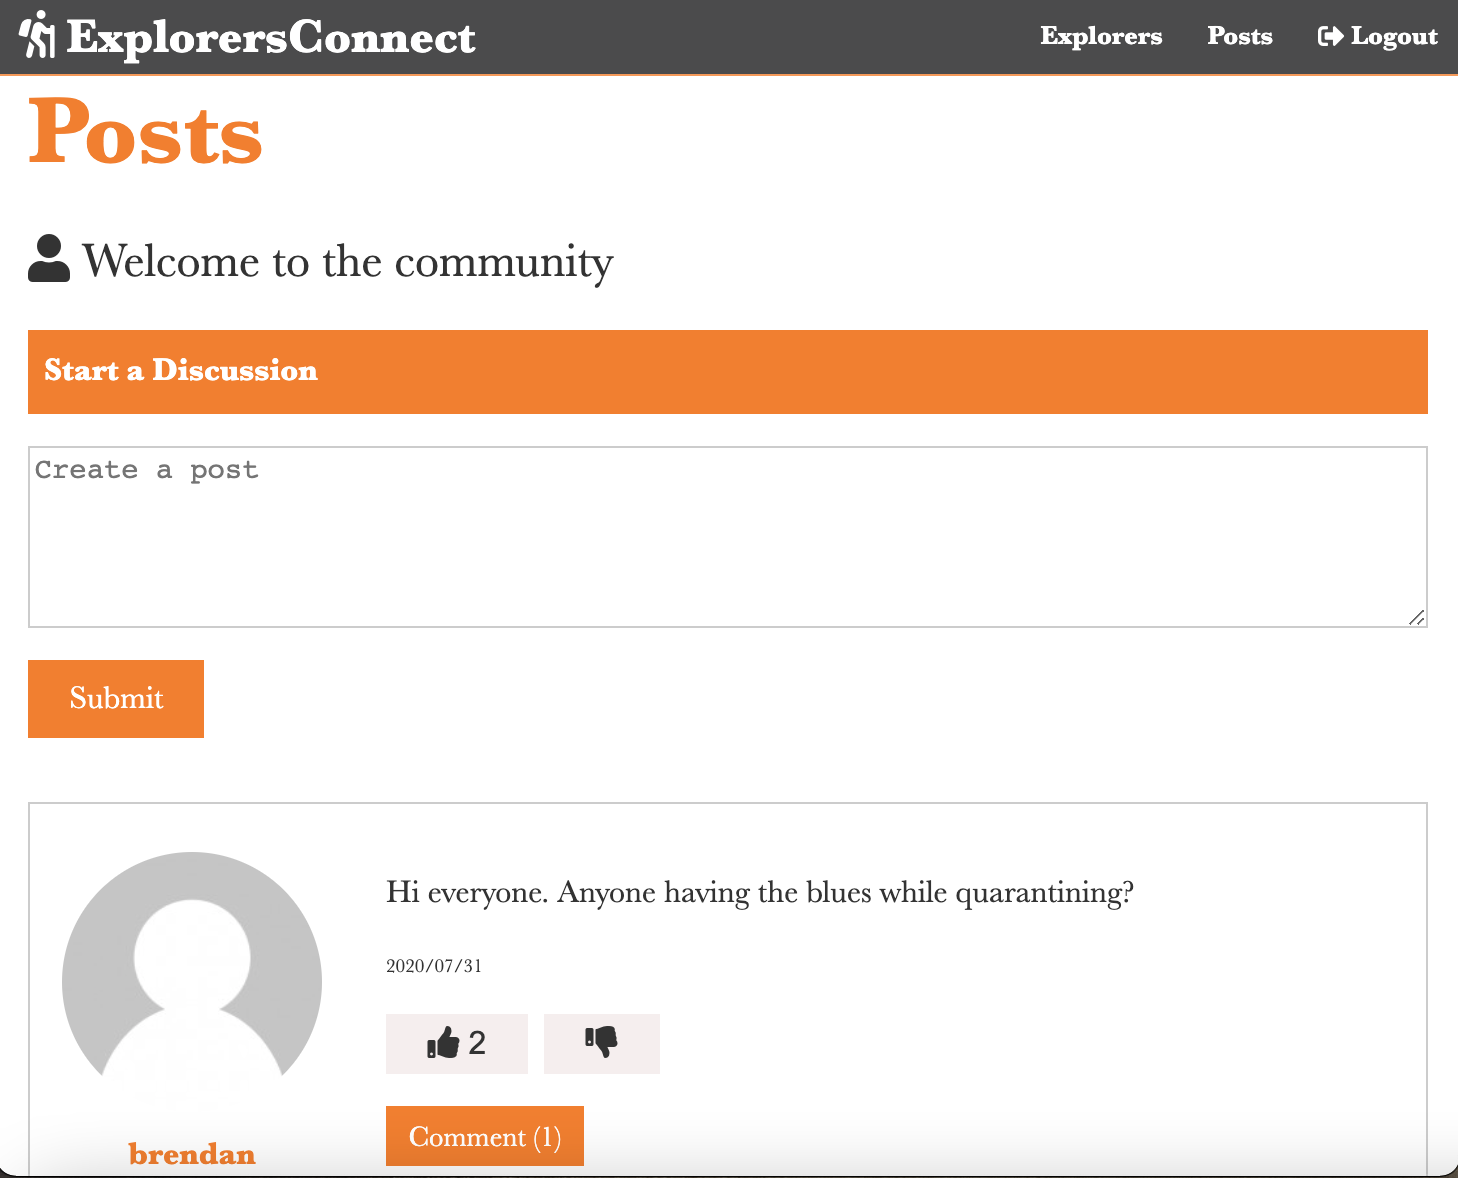 ExplorersConnect
Explorers Posts Logout
Posts
Welcome to the community
Start a Discussion
Create a post
Submit
Hi everyone. Anyone having the blues while quarantining?
2020/07/31
2
Comment (1)
brendan